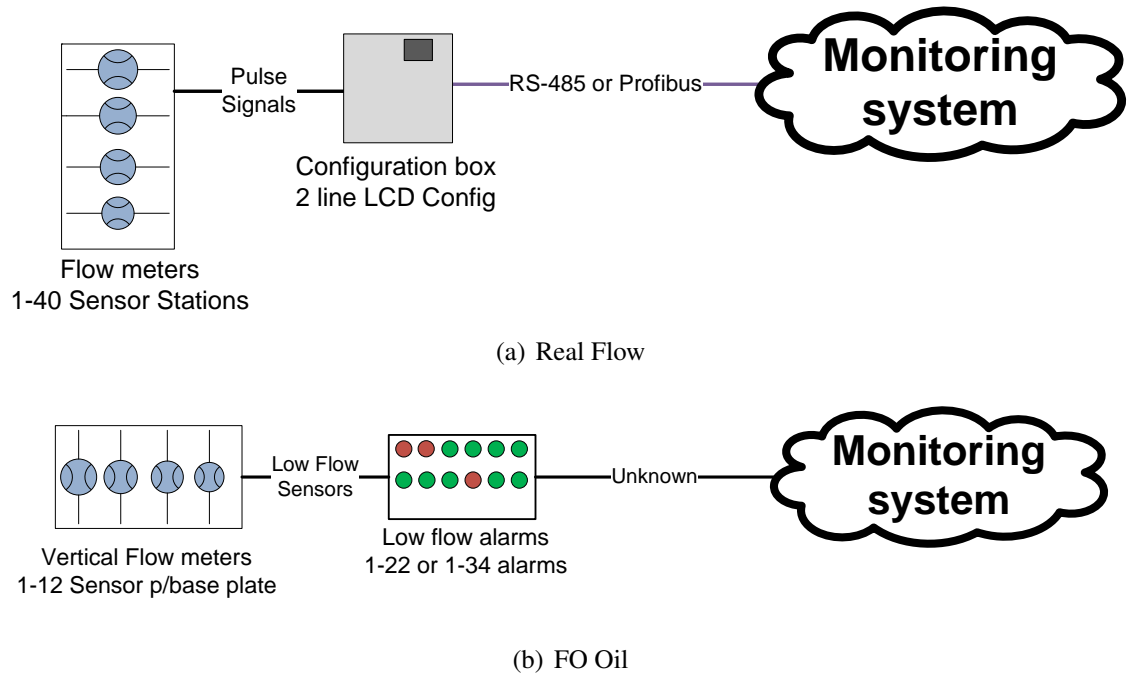 Pulse
Signals
RS-485 or Profibus
Monitoring
system
Configuration box
2 line LCD Config
Flow meters
1-40 Sensor Stations
(a) Real Flow
Low Flow
Sensors
Unknown
Monitoring
system
Low flow alarms
1-22 or 1-34 alarms
Vertical Flow meters
1-12 Sensor p/base plate
(b) FO Oil